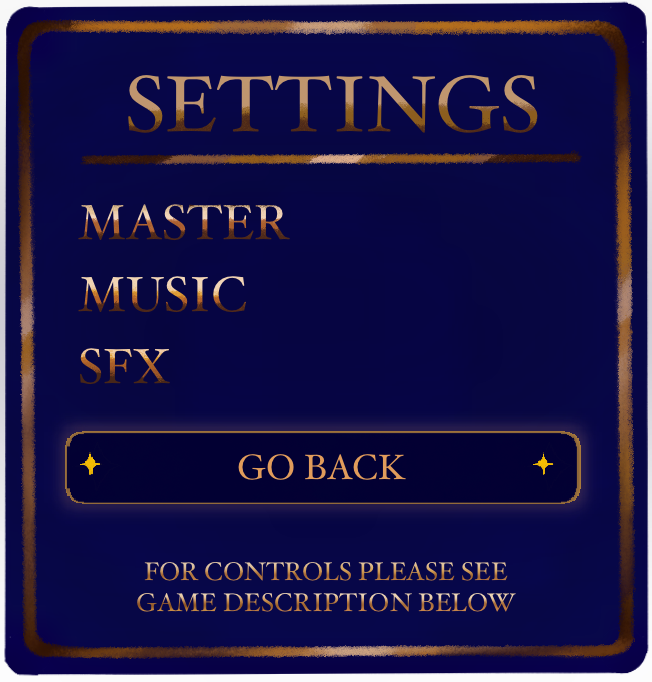 SETTINGS
MASTER
MUSIC
SFX
GO BACK
FOR CONTROLS PLEASE SEE
GAME DESCRIPTION BELOW